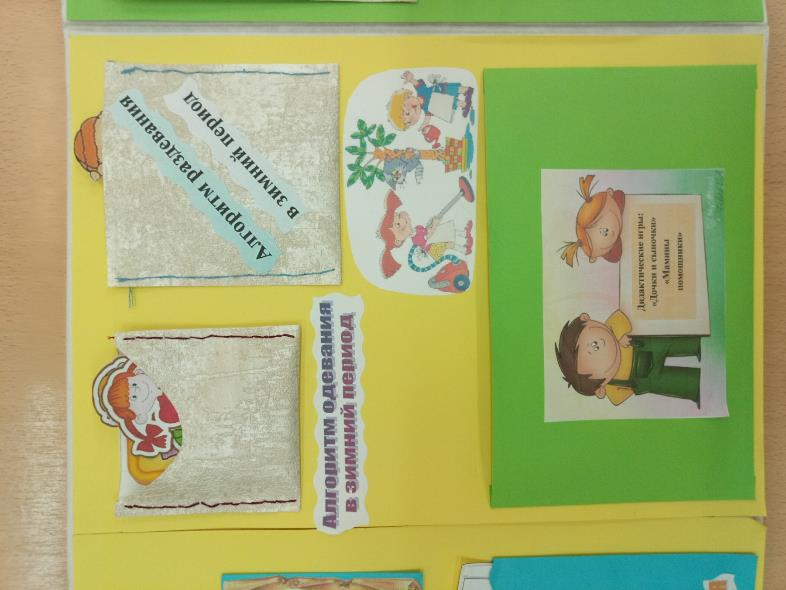 Алгоритм раздевания
в зимний период
Алгоритм одевания
в зимний период
Дидактические игры:
«Дочки и сыночки»
«Мамины
помощники»